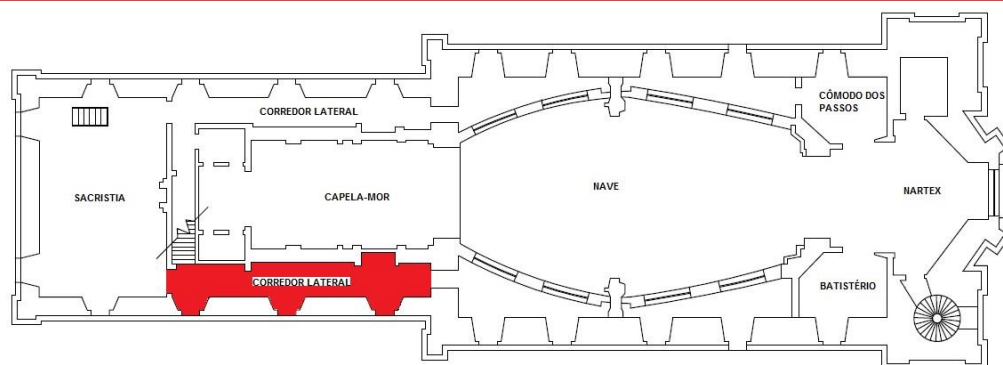 CORREDOR LATERAL
CÔMODO DOS
PASSOS
SACRISTIA
CAPELA-MOR
NAVE
NARTEX
CORREDOR LATERAL
BATISTÉRIO